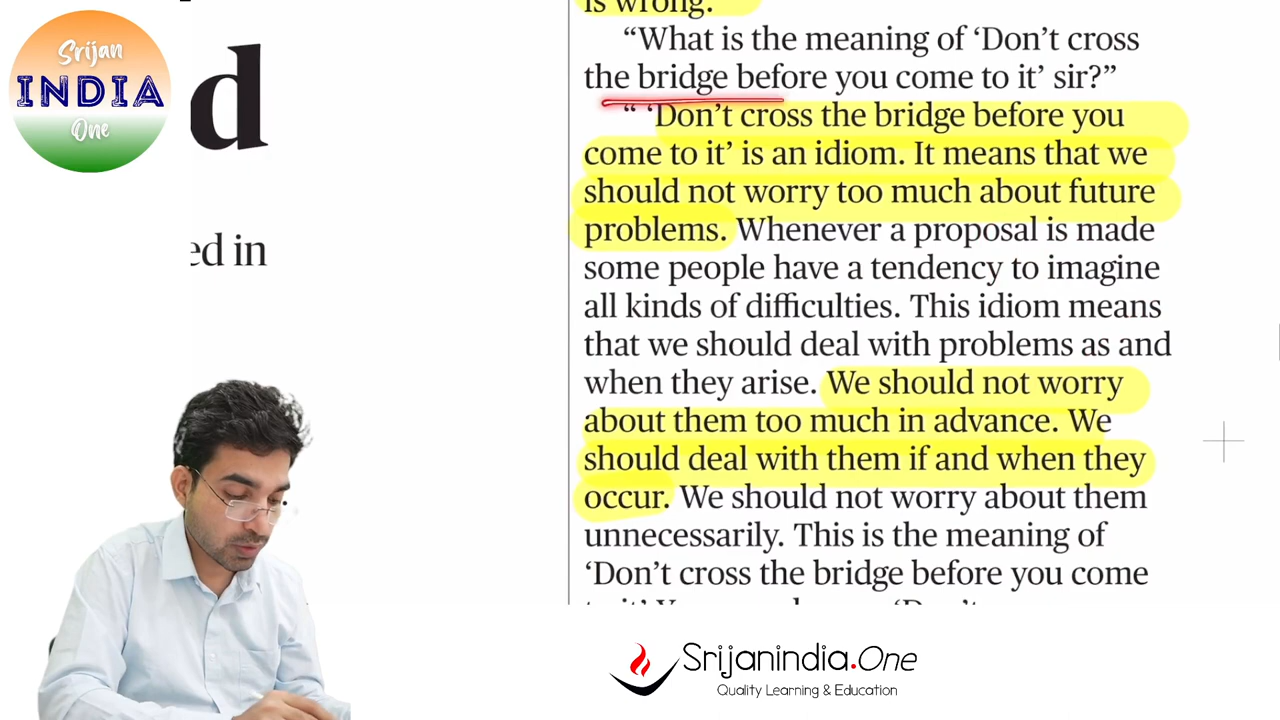 Srijan
INDIA
One
d
ed in
is wrong.
“What is the meaning of ‘Don’t cross
the bridge before you come to it’ sir?”
“ ‘Don’t cross the bridge before you
come to it’ is an idiom. It means that we
should not worry too much about future
problems. Whenever a proposal is made
some people have a tendency to imagine
all kinds of difficulties. This idiom means
that we should deal with problems as and
when they arise. We should not worry
about them too much in advance. We
should deal with them if and when they
occur. We should not worry about them
unnecessarily. This is the meaning of
‘Don’t cross the bridge before you come
Srijanindia.One
Quality Learning & Education